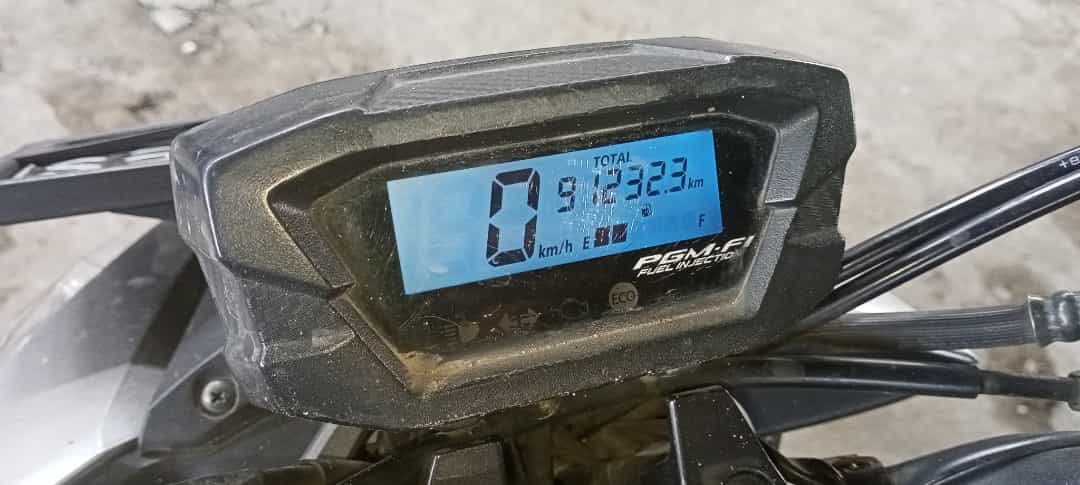 TOTAL
0 km/h 91232.3 km
E F
PGM-FI
FUEL INJECTION
ECO